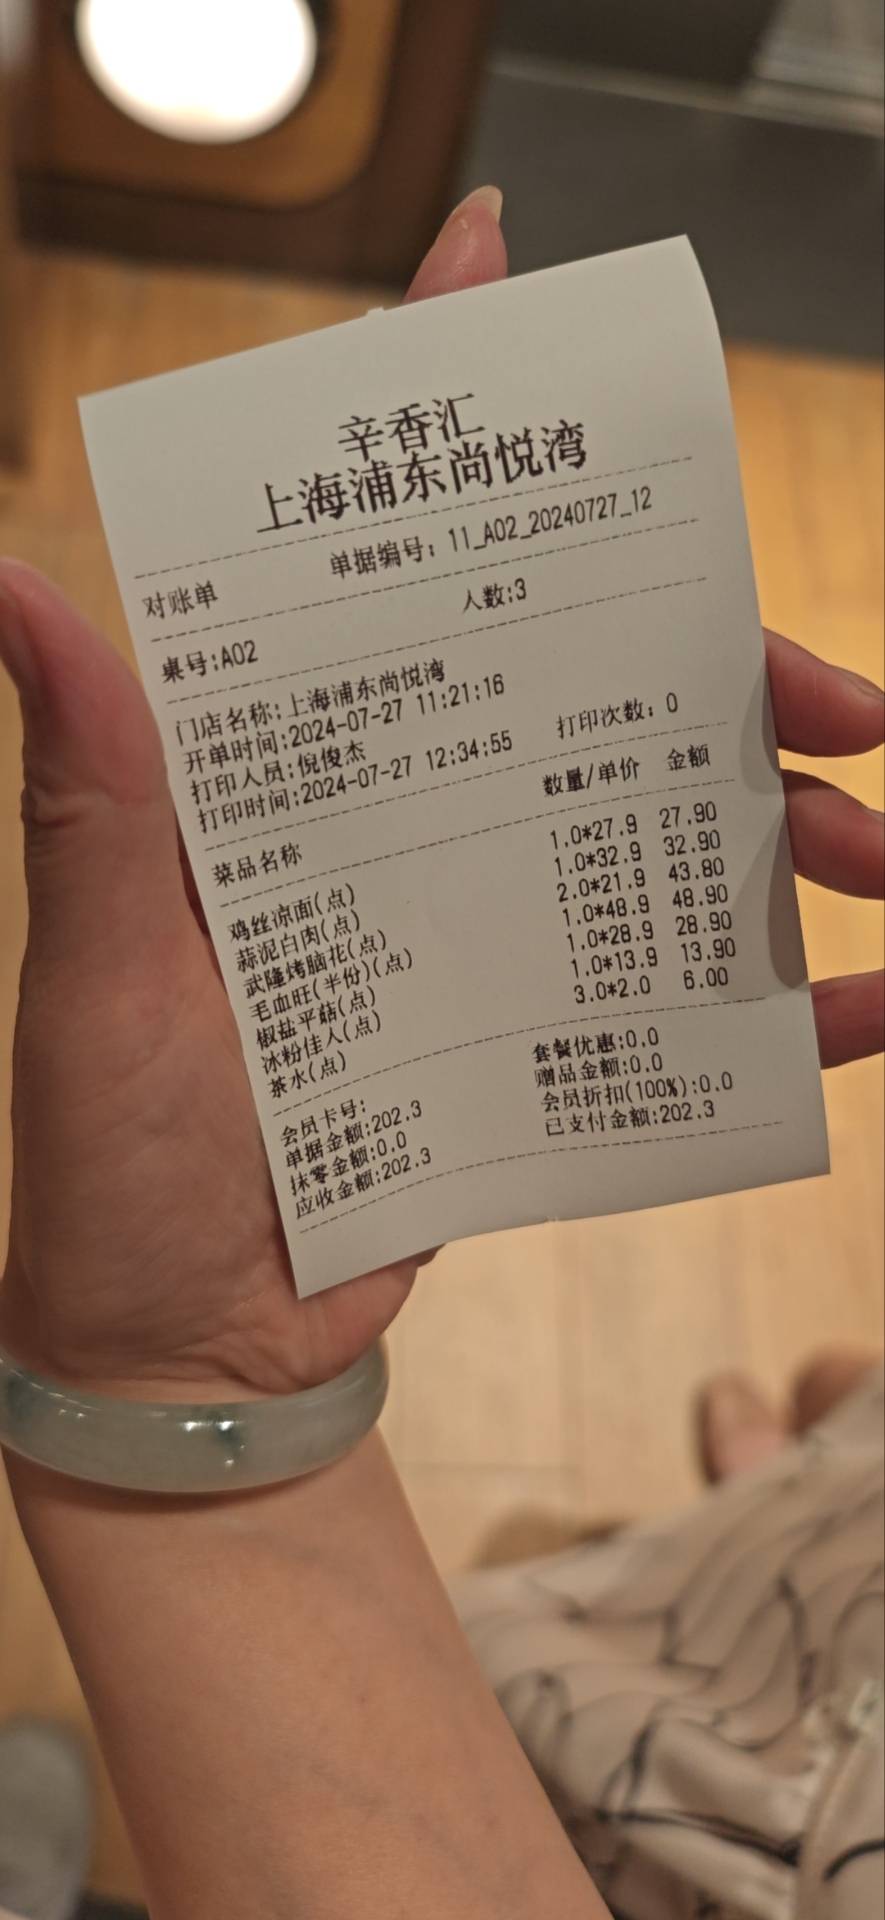 辛香汇
上海浦东尚悦湾
对账单 单据编号：11_A02_20240727_12
桌号:A02 人数:3
门店名称:上海浦东尚悦湾
开单时间:2024-07-27 11:21:16
打印人员:倪俊杰
打印时间:2024-07-27 12:34:55 打印次数：0
菜品名称 数量/单价 金额
鸡丝凉面(点) 1.0*27.9 27.90
蒜泥白肉(点) 1.0*32.9 32.90
武隆烤脑花(点) 2.0*21.9 43.80
毛血旺(半份)(点) 1.0*48.9 48.90
椒盐平菇(点) 1.0*28.9 28.90
冰粉佳人(点) 1.0*13.9 13.90
茶水(点) 3.0*2.0 6.00
会员卡号: 套餐优惠:0.0
单据金额:202.3 赠品金额:0.0
抹零金额:0.0 会员折扣(100%):0.0
应收金额:202.3 已支付金额:202.3